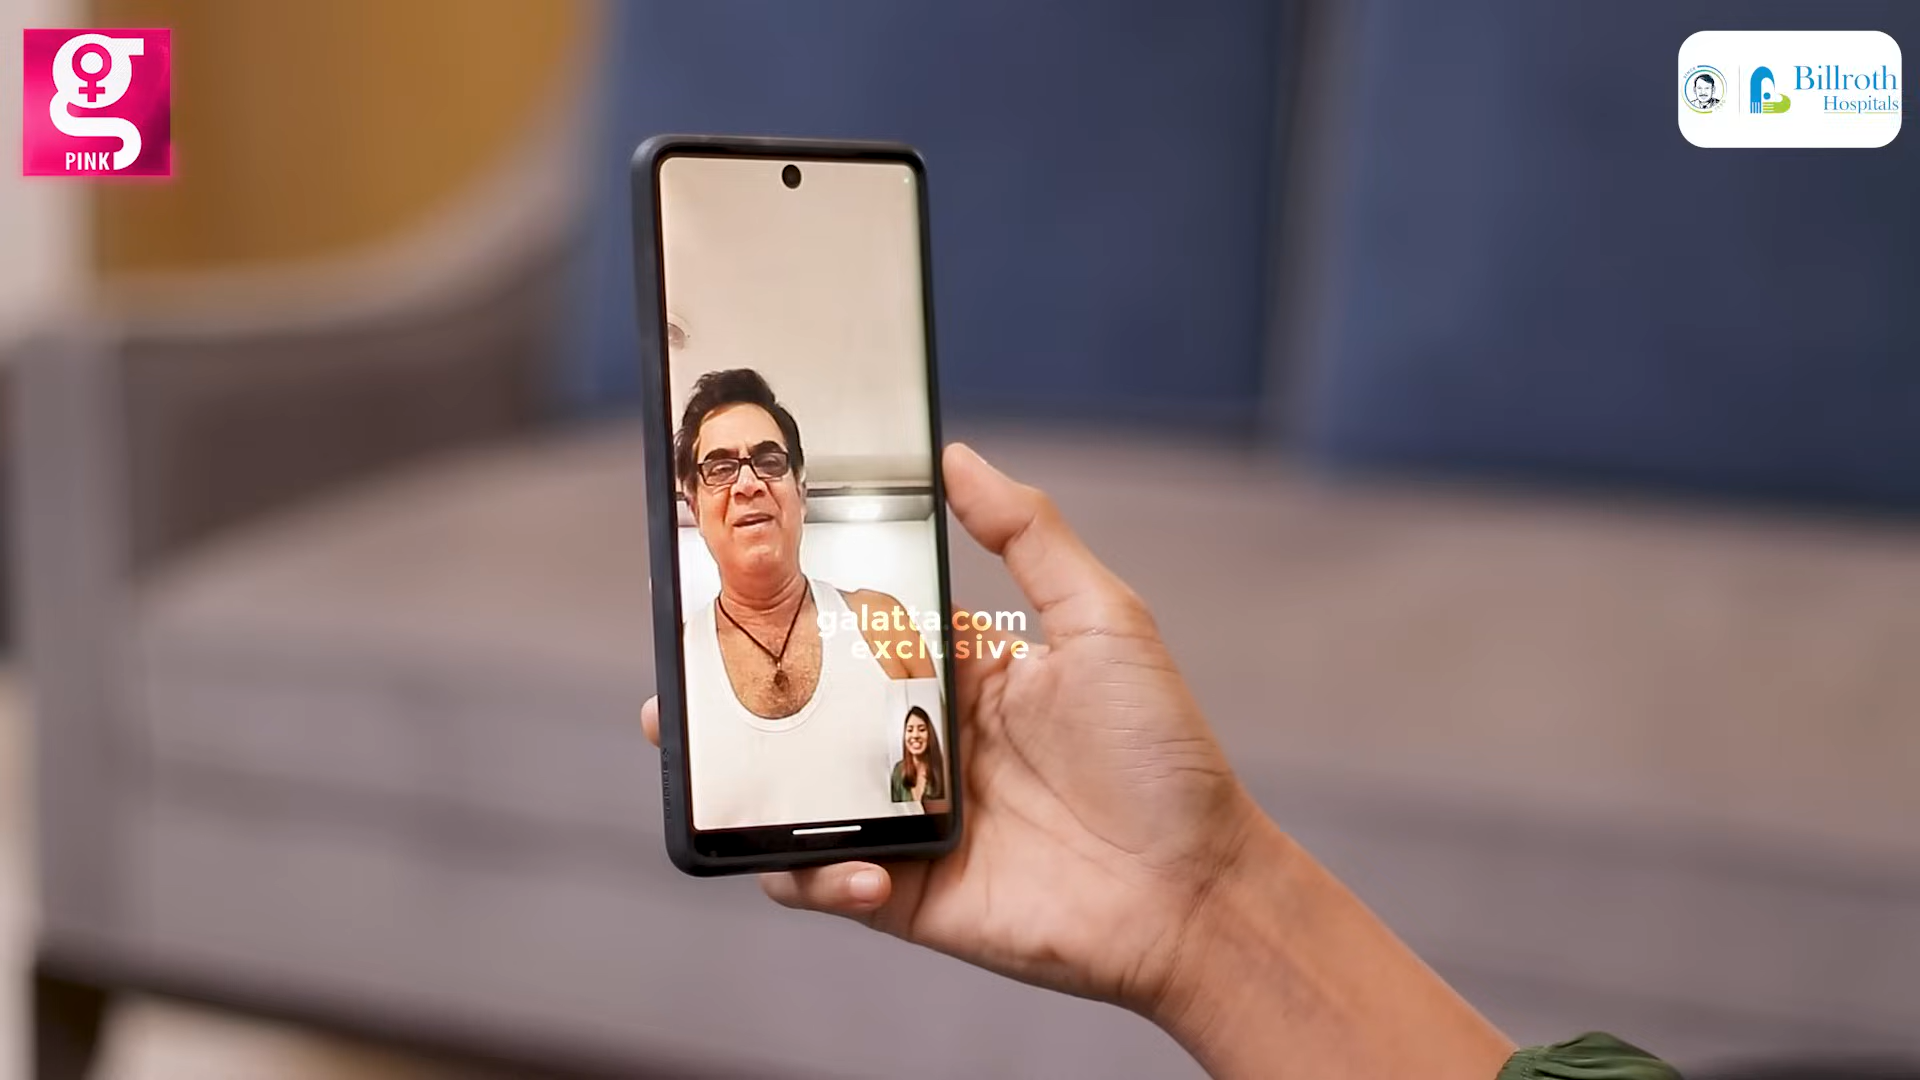 g
PINK
Billroth
Hospitals
galatta.com
exclusive